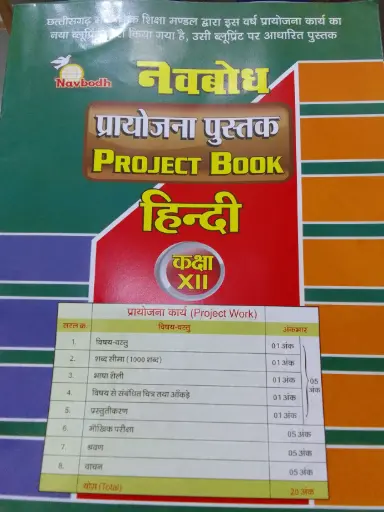 छत्तीसगढ़ शिक्षा मण्डल द्वारा इस वर्ष प्रायोजना कार्य का
नया ब्लूप्रिंट किया गया है, उसी ब्लूप्रिंट पर आधारित पुस्तक
Navbodh
नवबोध
प्रायोजना पुस्तक
PROJECT BOOK
हिन्दी
कक्षा
XII
प्रायोजना कार्य (Project Work)
सरल क्र. विषय-वस्तु अंकभार
1. विषय-वस्तु 01 अंक
2. शब्द सीमा (1000 शब्द) 01 अंक
3. भाषा शैली 01 अंक
4. विषय से संबंधित चित्र तथा आँकड़े 01 अंक
5. प्रस्तुतीकरण 01 अंक
05 अंक
6. मौखिक परीक्षा 05 अंक
7. श्रवण 05 अंक
8. वाचन 05 अंक
योग (Total) 20 अंक